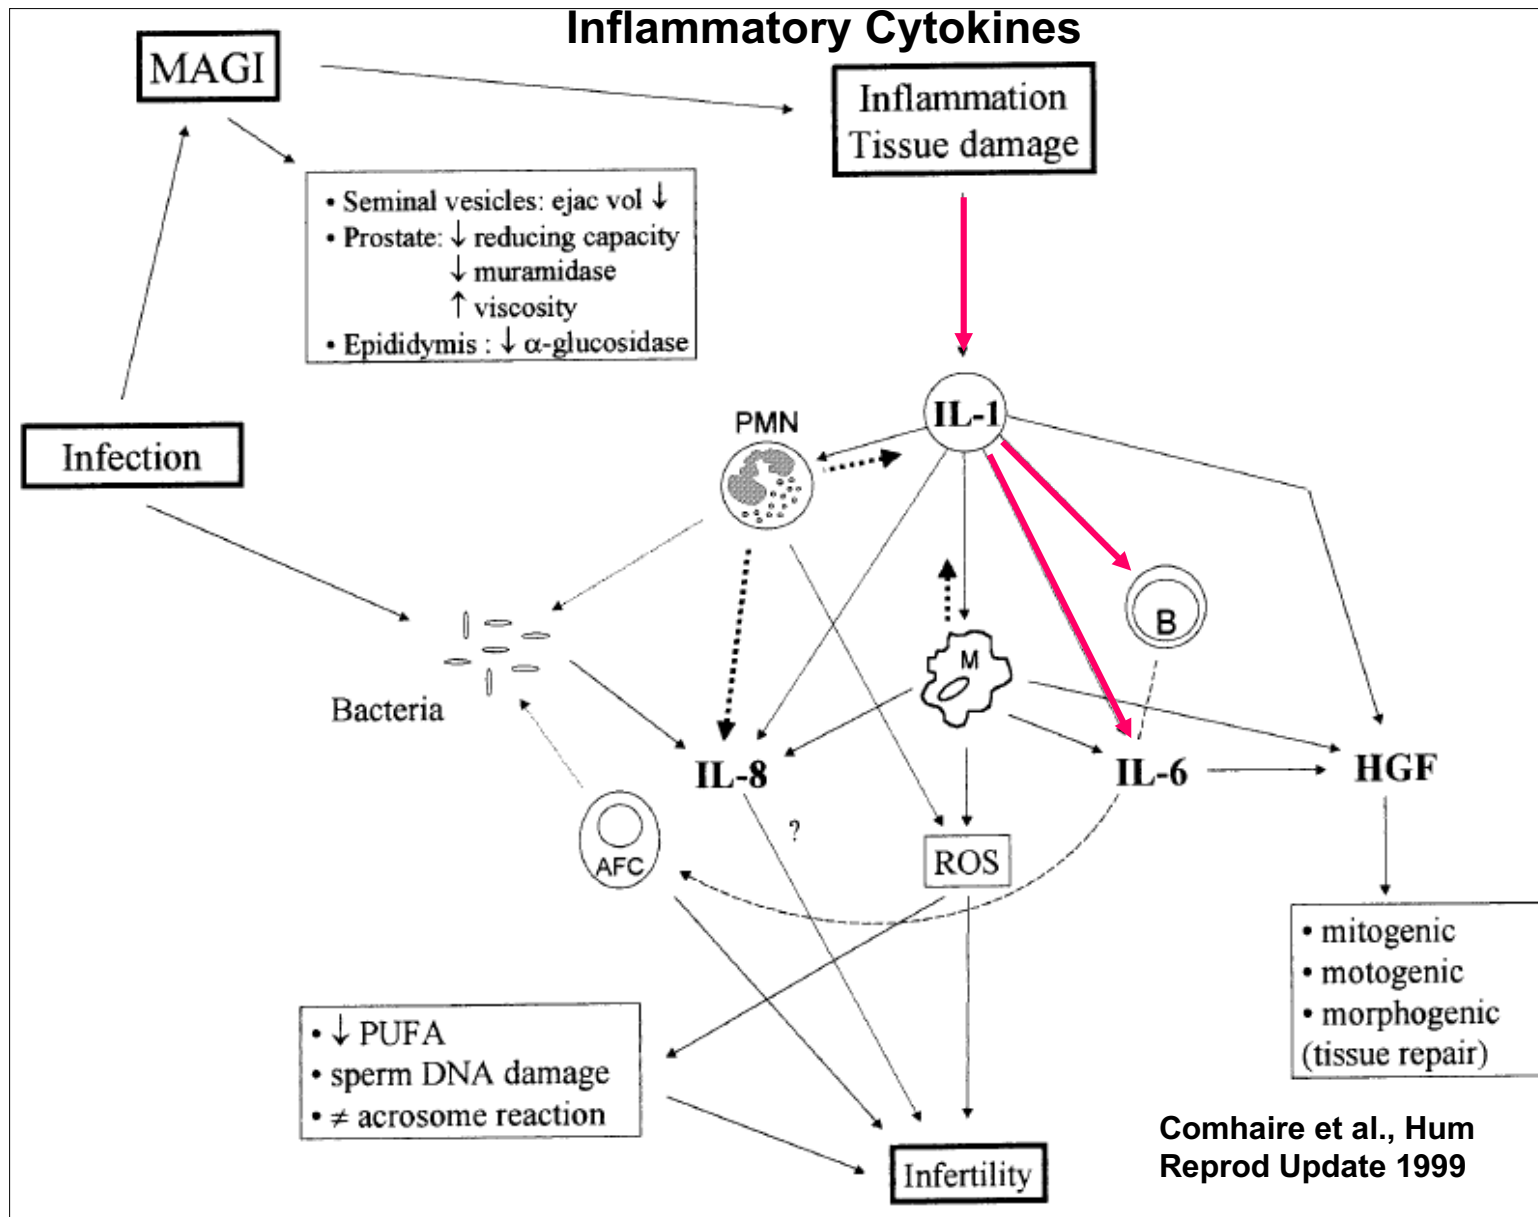 Inflammatory Cytokines
MAGI
Inflammation
Tissue damage
• Seminal vesicles: ejac vol ↓
• Prostate: ↓ reducing capacity
↓ muramidase
↑ viscosity
• Epididymis : ↓ α-glucosidase
Infection
PMN
IL-1
B
M
Bacteria
IL-8
IL-6
HGF
?
AFC
ROS
• mitogenic
• motogenic
• morphogenic
(tissue repair)
• ↓ PUFA
• sperm DNA damage
• ≠ acrosome reaction
Infertility
Comhaire et al., Hum
Reprod Update 1999